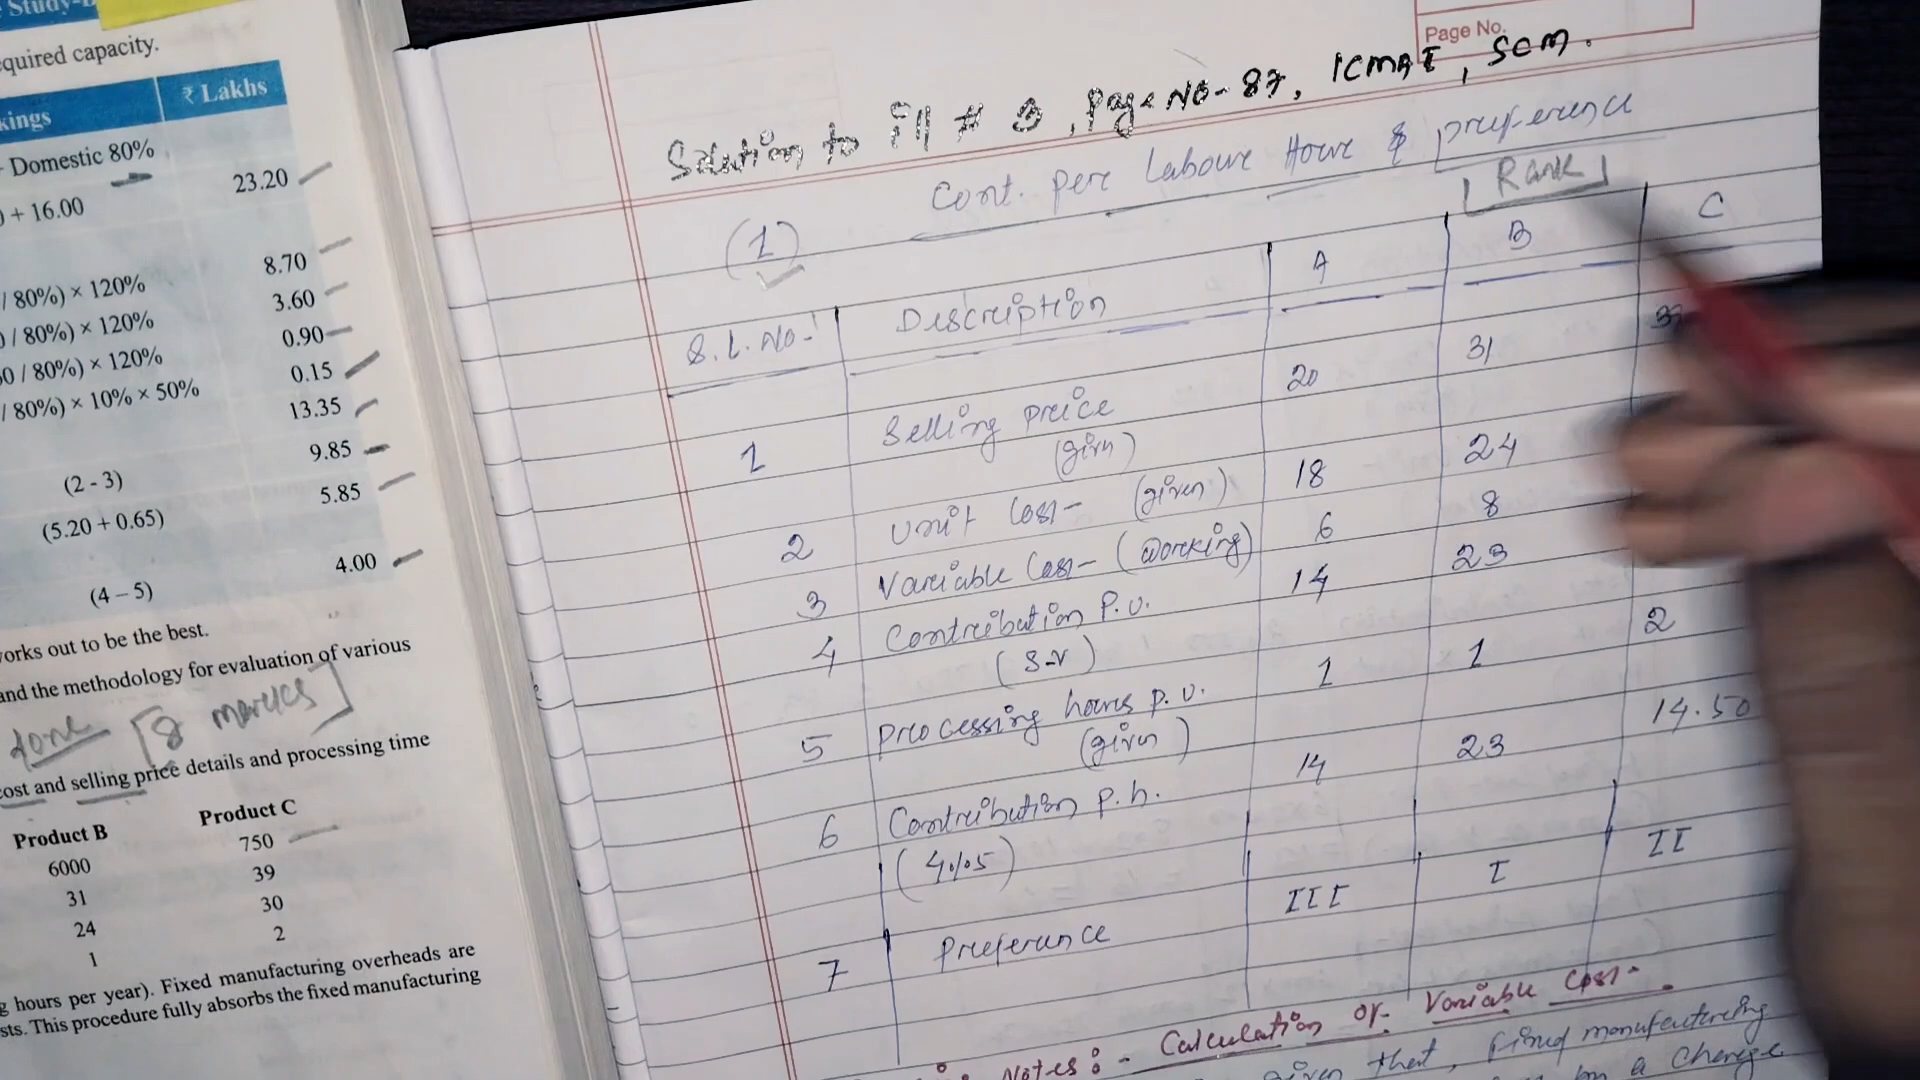 Study-
equired capacity.
kings ₹ Lakhs
- Domestic 80%
23.20
) + 16.00
8.70
/ 80%) × 120%
3.60
0 / 80%) × 120%
0.90
60 / 80%) × 120%
0.15
/ 80%) × 10% × 50%
13.35
9.85
(2 - 3)
5.85
(5.20 + 0.65)
4.00
(4 – 5)
orks out to be the best.
and the methodology for evaluation of various
done [8 marks]
cost and selling price details and processing time
Product B Product C
6000 750
31 39
24 30
1 2
g hours per year). Fixed manufacturing overheads are
sts. This procedure fully absorbs the fixed manufacturing
Page No.
Solution to ill # 3, Page No-87, ICMAI, SCM.
Cont. per Labour Hour & preference
[Rank]
(1)
S.L. No. Description A B C
1 Selling price 20 31
(given)
2 Unit Cost- (given) 18 24
3 Variable Cost- (Working) 6 8
4 Contribution P.U. 14 23
(S-V)
5 Processing hours p.u. 1 1 2
(given)
6 Contribution p.h. 14 23 14.50
(4/5)
7 Preference III I II
Notes:- Calculation of Variable Cost-
given that, fixed manufacturing
on a charge